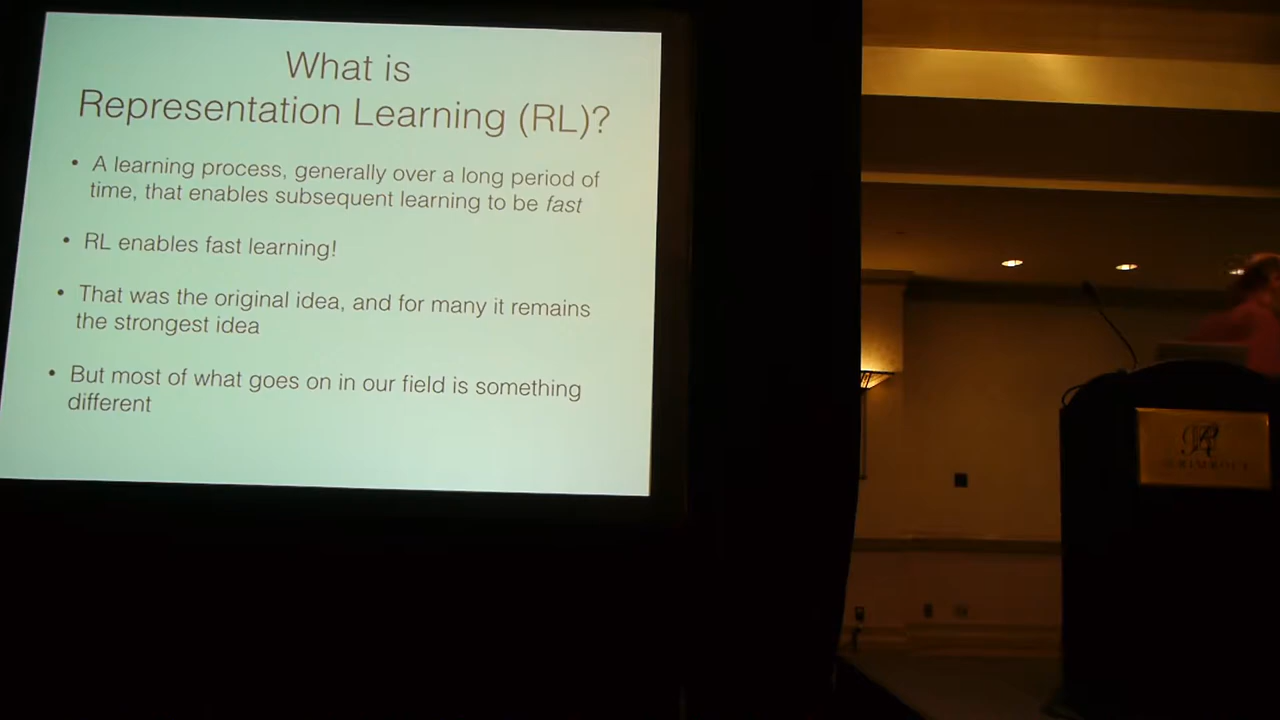 What is
Representation Learning (RL)?
• A learning process, generally over a long period of
time, that enables subsequent learning to be fast
• RL enables fast learning!
• That was the original idea, and for many it remains
the strongest idea
• But most of what goes on in our field is something
different